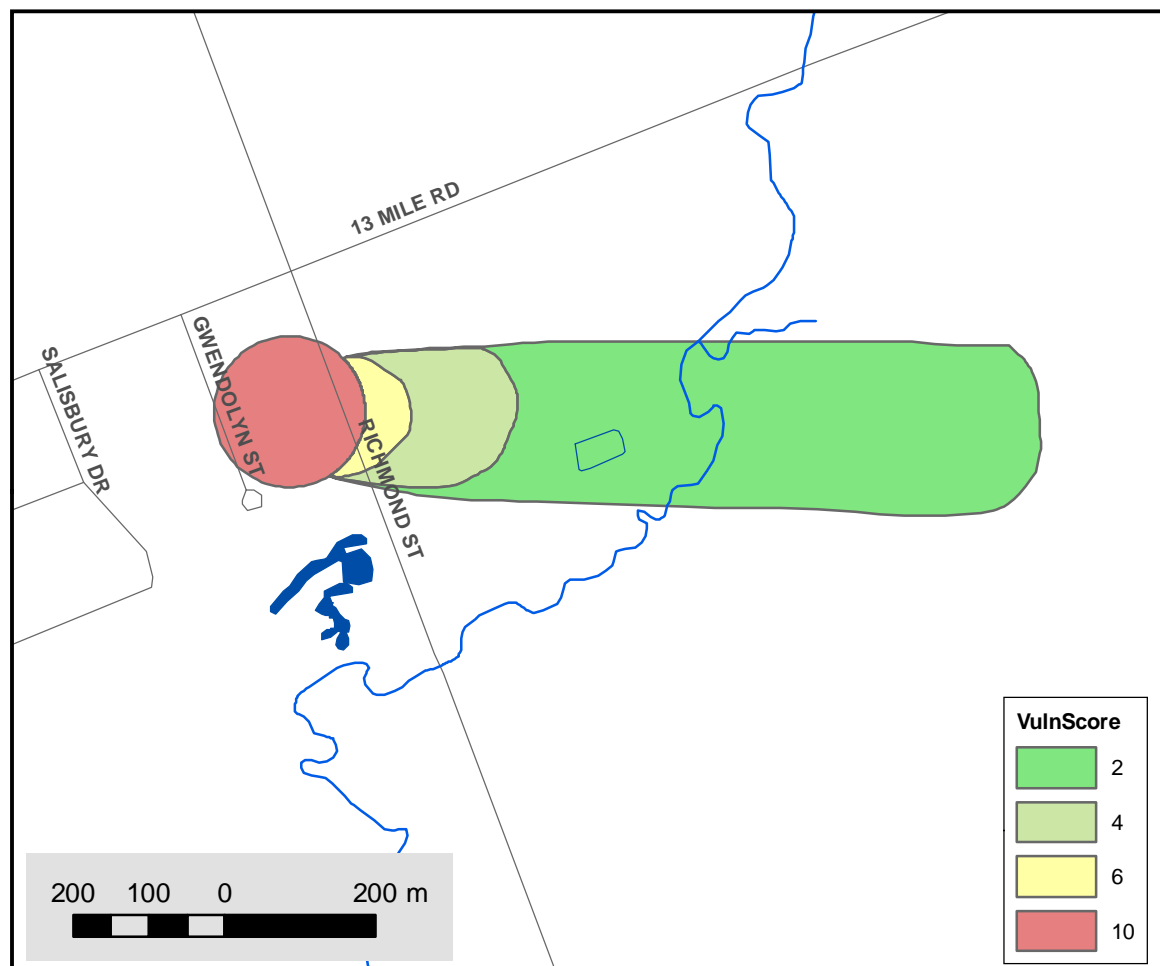 13 MILE RD
GWENDOLYN ST
SALISBURY DR
RICHMOND ST
VulnScore
2
4
6
10
200 100 0 200 m